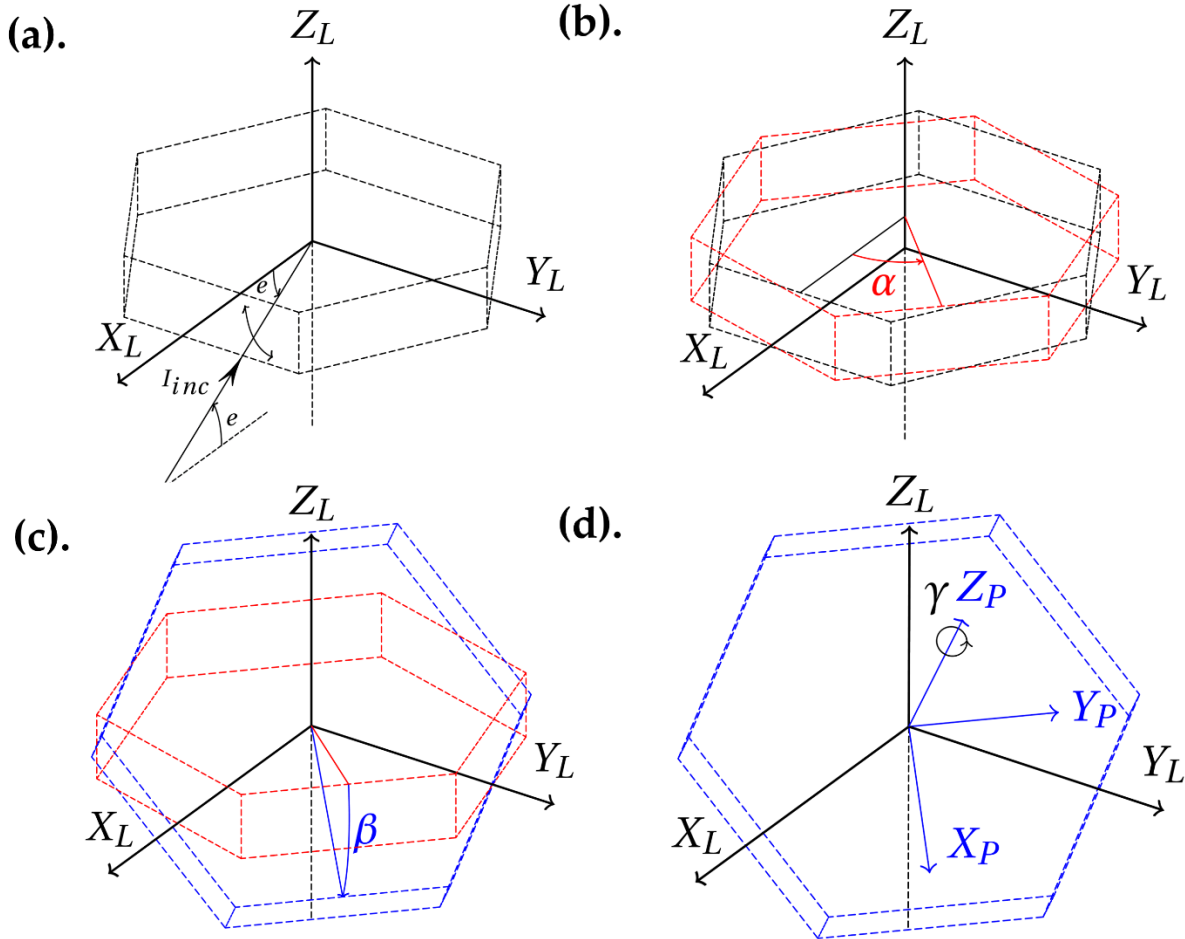 (a).
Z_L
Y_L
X_L
e
I_inc
e
(b).
Z_L
Y_L
X_L
α
(c).
Z_L
Y_L
X_L
β
(d).
Z_L
γ Z_P
Y_P
Y_L
X_L
X_P